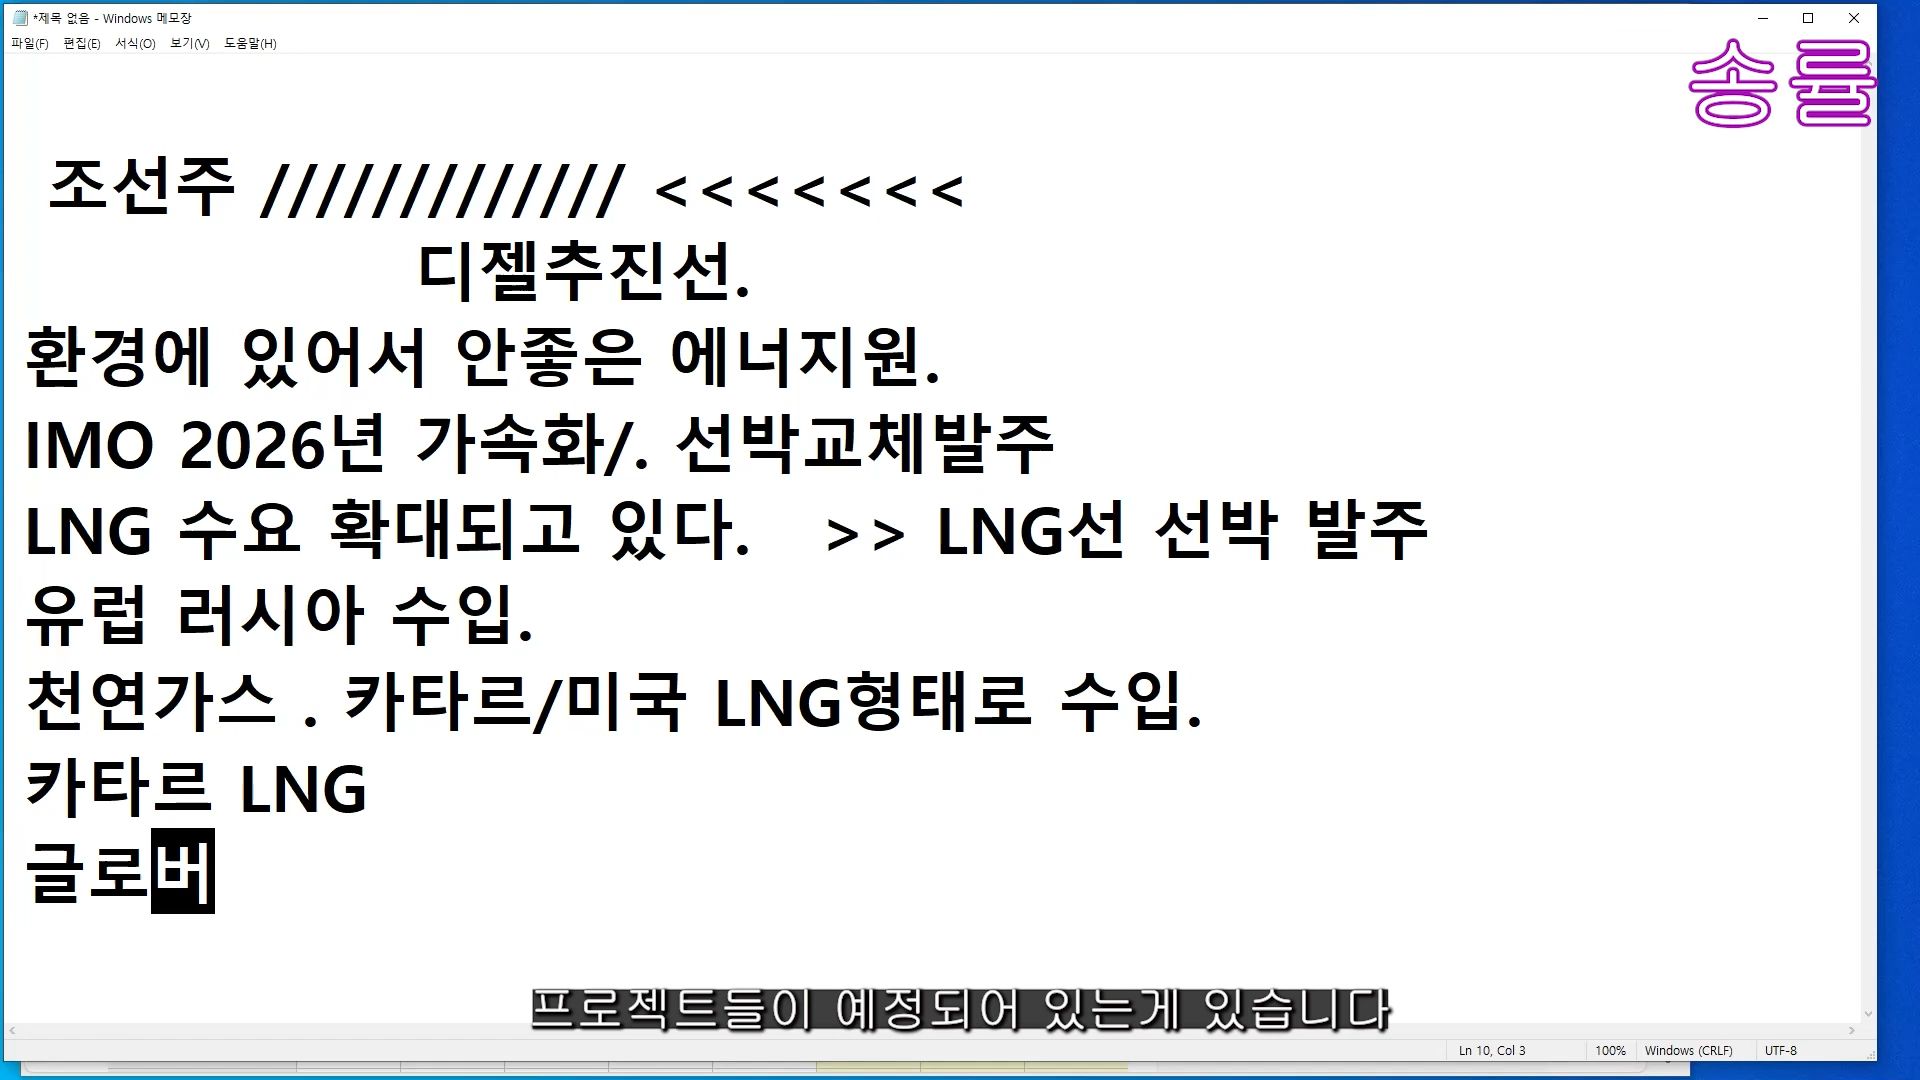 *제목 없음 - Windows 메모장
파일(F) 편집(E) 서식(O) 보기(V) 도움말(H)
송률
조선주 ///////////// <<<<<<<
디젤추진선.
환경에 있어서 안좋은 에너지원.
IMO 2026년 가속화/. 선박교체발주
LNG 수요 확대되고 있다. >> LNG선 선박 발주
유럽 러시아 수입.
천연가스 . 카타르/미국 LNG형태로 수입.
카타르 LNG
글로버
프로젝트들이 예정되어 있는게 있습니다
Ln 10, Col 3 100% Windows (CRLF) UTF-8